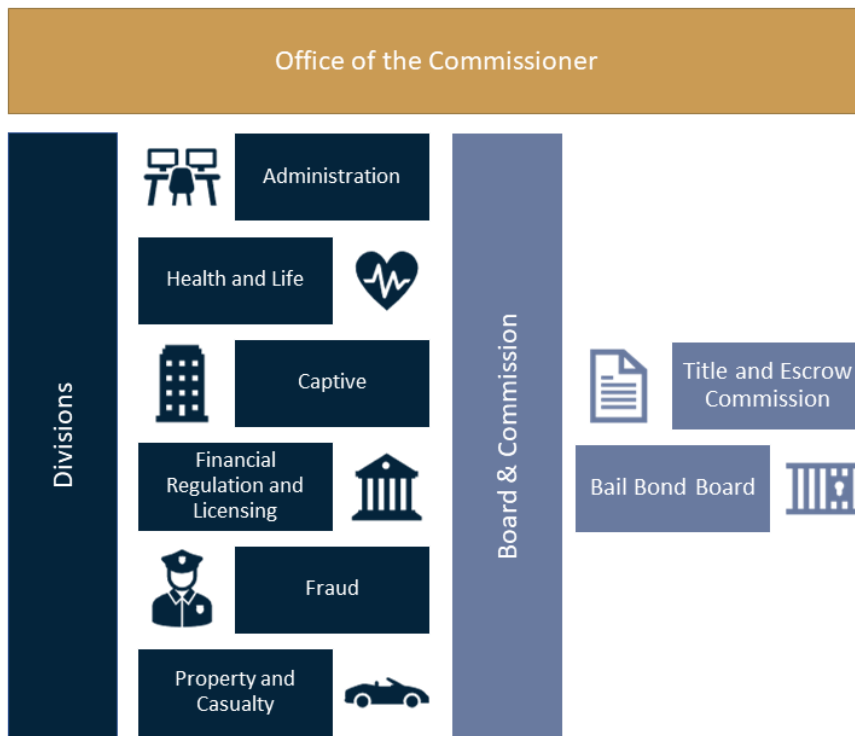 Office of the Commissioner
Divisions
Administration
Health and Life
Captive
Financial
Regulation and
Licensing
Fraud
Property and
Casualty
Board & Commission
Title and Escrow
Commission
Bail Bond Board